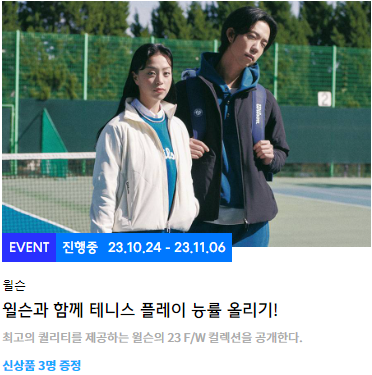 2
Wilson
EVENT 진행중 23.10.24 - 23.11.06
윌슨
윌슨과 함께 테니스 플레이 능률 올리기!
최고의 퀄리티를 제공하는 윌슨의 23 F/W 컬렉션을 공개한다.
신상품 3명 증정